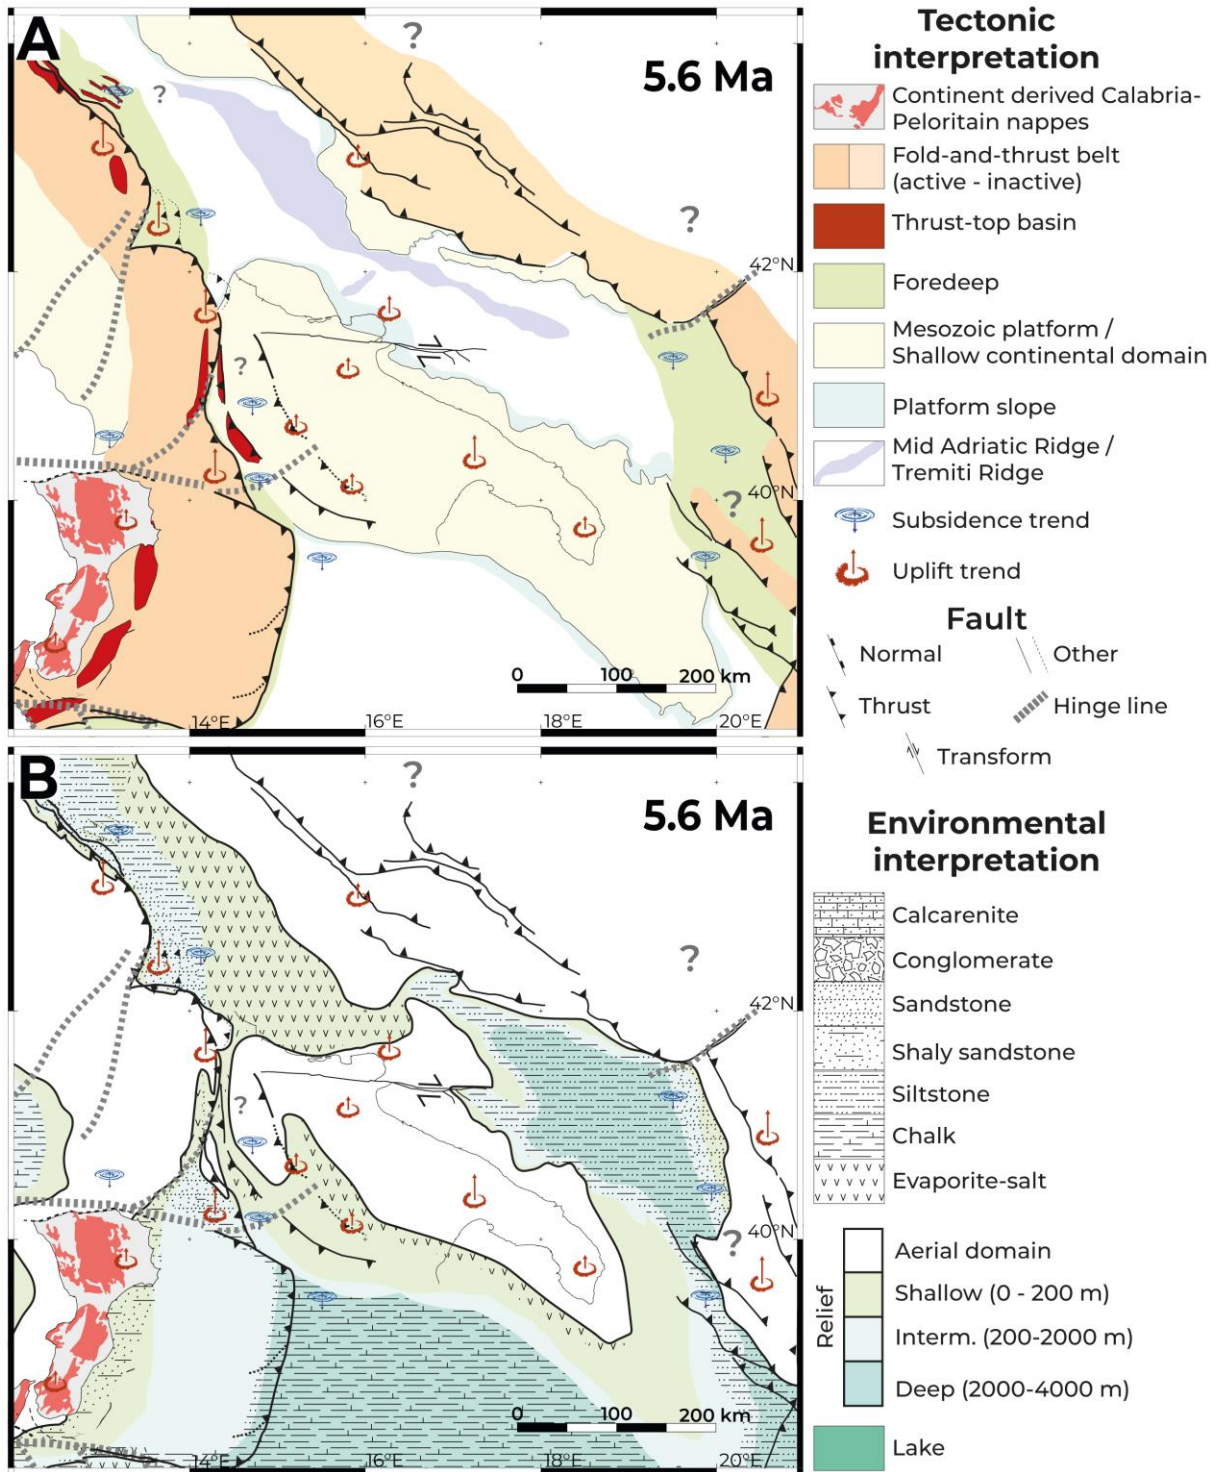 A
5.6 Ma
?
?
?
?
?
42°N
40°N
0 100 200 km
14°E
16°E
18°E
20°E
Tectonic
interpretation
Continent derived Calabria-
Peloritain nappes
Fold-and-thrust belt
(active - inactive)
Thrust-top basin
Foredeep
Mesozoic platform /
Shallow continental domain
Platform slope
Mid Adriatic Ridge /
Tremiti Ridge
Subsidence trend
Uplift trend
Fault
Normal
Other
Thrust
Hinge line
Transform
B
5.6 Ma
?
?
?
?
42°N
40°N
0 100 200 km
14°E
16°E
18°E
20°E
Environmental
interpretation
Calcarenite
Conglomerate
Sandstone
Shaly sandstone
Siltstone
Chalk
Evaporite-salt
Relief
Aerial domain
Shallow (0 - 200 m)
Interm. (200-2000 m)
Deep (2000-4000 m)
Lake